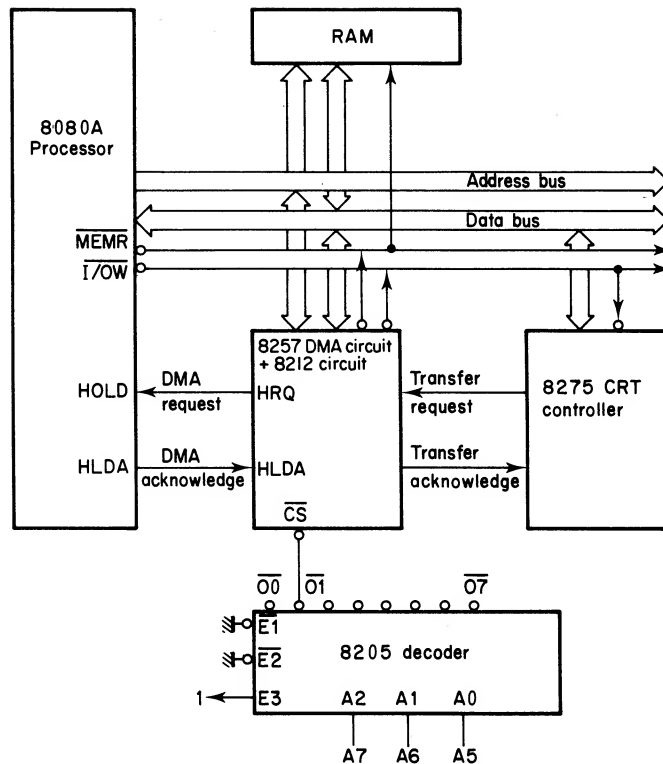 RAM
8080A
Processor
Address bus
Data bus
MEMR
I/OW
8257 DMA circuit
+ 8212 circuit
8275 CRT
controller
HOLD
DMA
request
HRQ
Transfer
request
HLDA
DMA
acknowledge
HLDA
Transfer
acknowledge
CS
O0
O1
O7
E1
E2
8205 decoder
1
E3
A2
A1
A0
A7
A6
A5